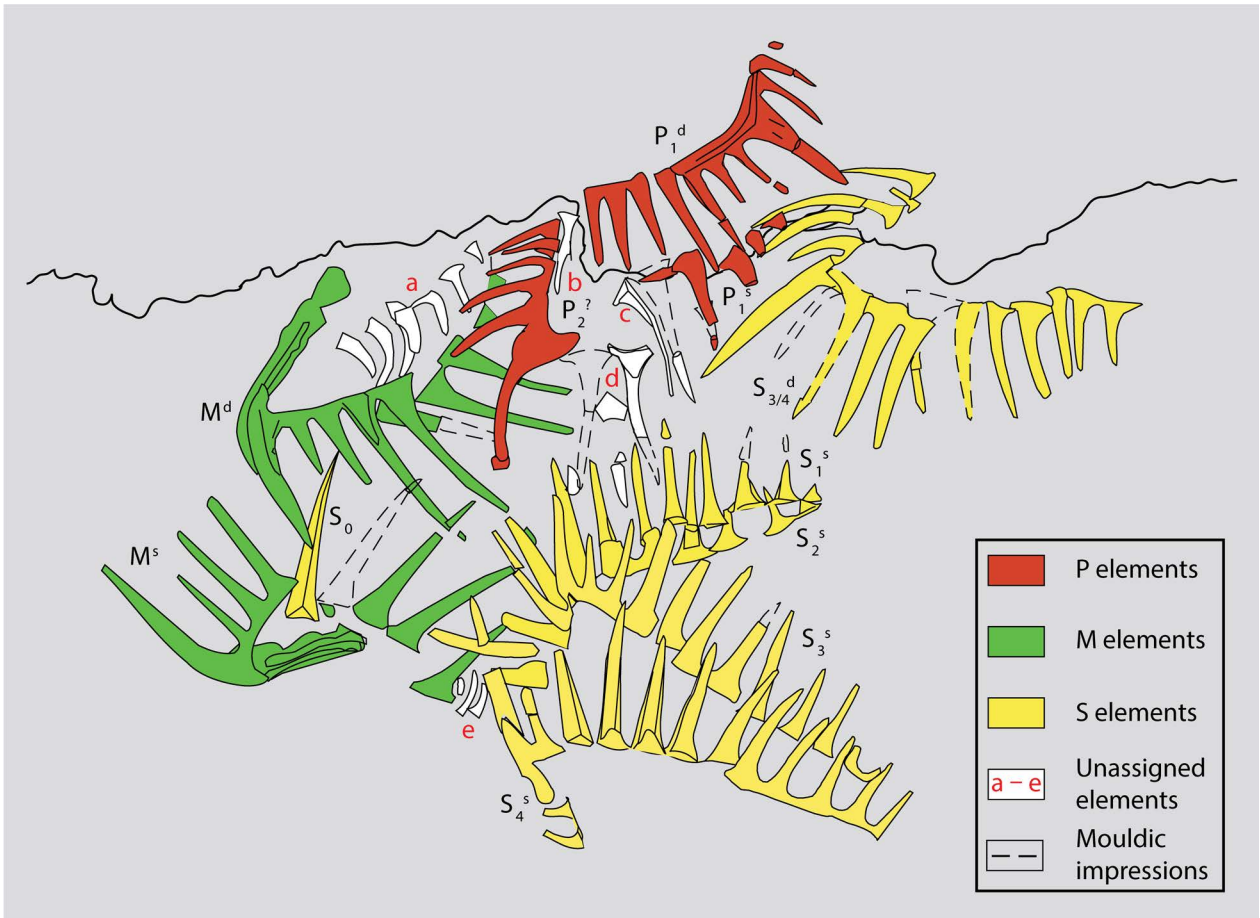 P₁ᵈ
a
b
P₂?
c
P₁ˢ
d
S₃/₄ᵈ
Mᵈ
S₁ˢ
S₀
S₂ˢ
Mˢ
S₃ˢ
e
S₄ˢ
P elements
M elements
S elements
a – e Unassigned
elements
Mouldic
impressions